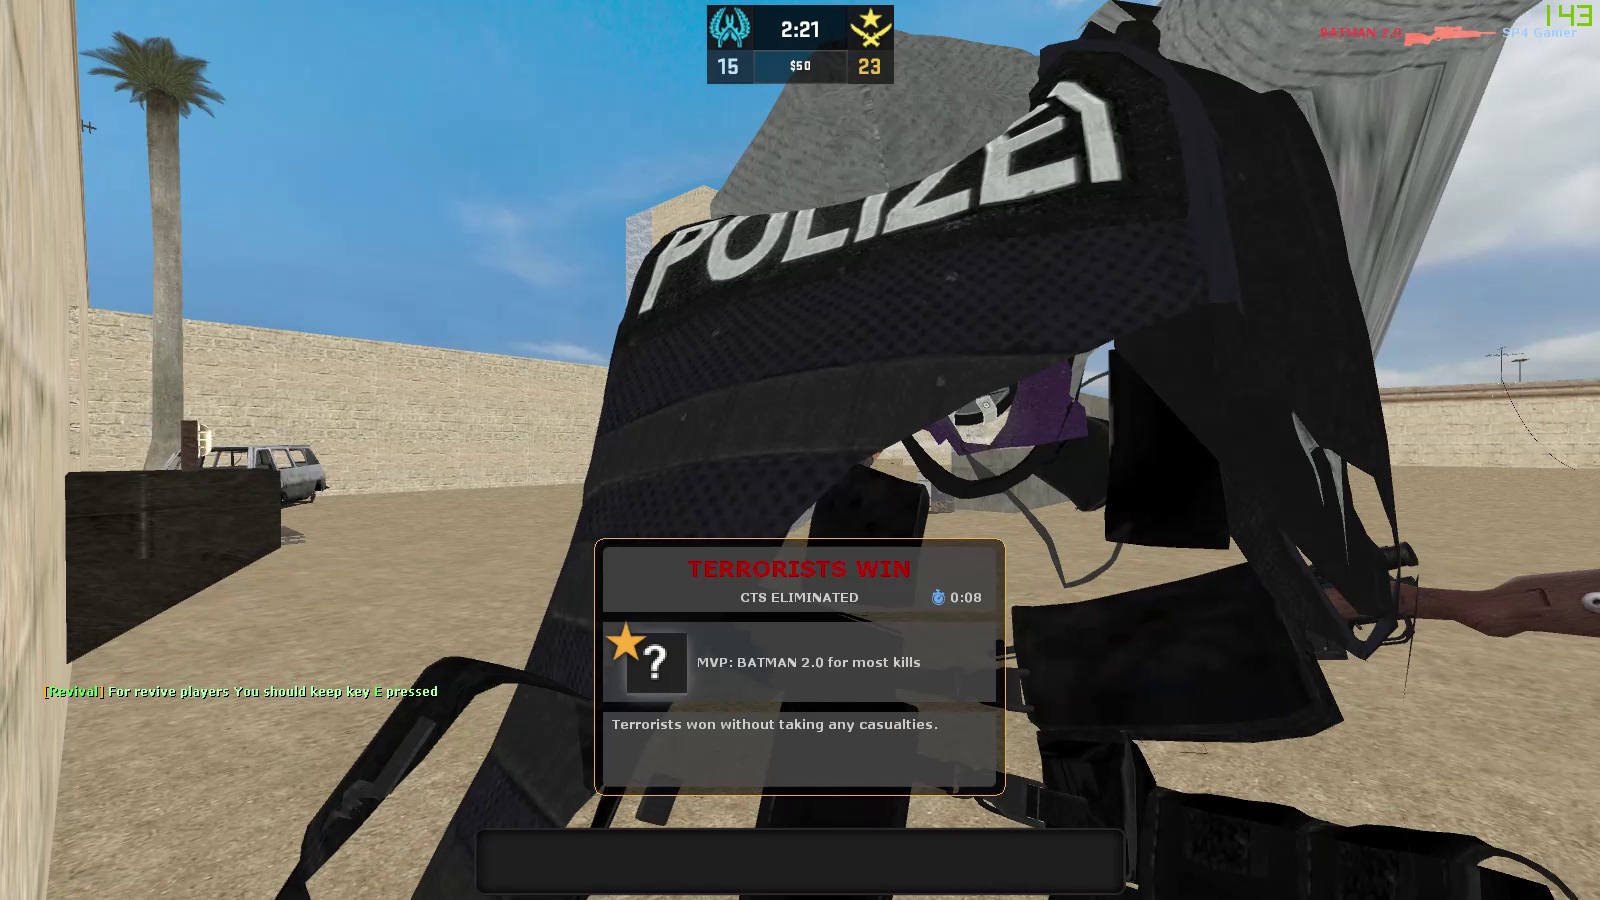 143
2:21
15 $50 23
BATMAN 2.0 SP4 Gamer
POLIZEI
TERRORISTS WIN
CTS ELIMINATED 0:08
? MVP: BATMAN 2.0 for most kills
[Revival] For revive players You should keep key E pressed
Terrorists won without taking any casualties.